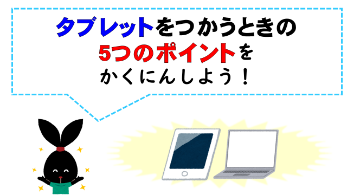 タブレットをつかうときの
5つのポイントを
かくにんしよう！